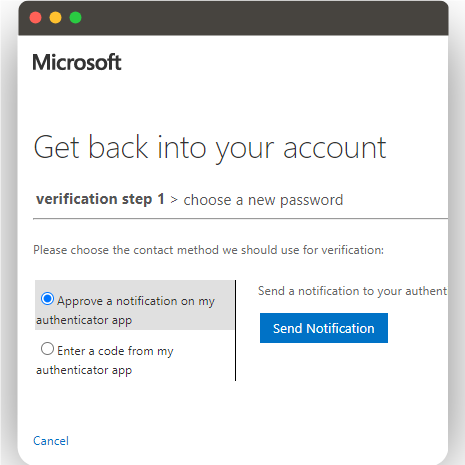 Microsoft
Get back into your account
verification step 1 > choose a new password
Please choose the contact method we should use for verification:
Approve a notification on my
authenticator app
Enter a code from my
authenticator app
Send a notification to your authent
Send Notification
Cancel